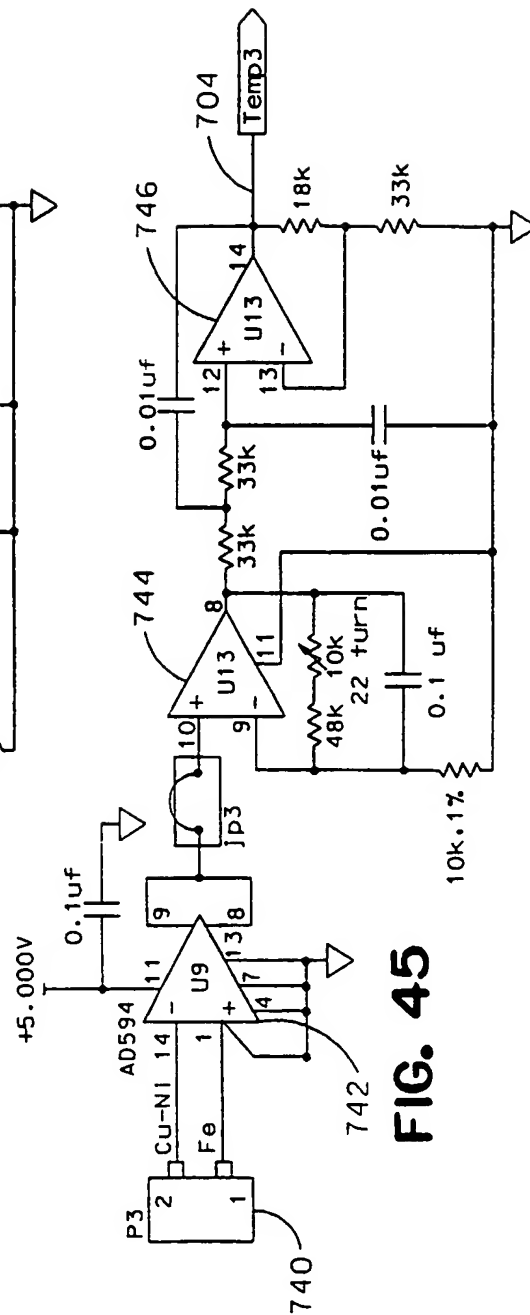 +5.000V
0.1uf
P3
2
1
740
Cu-NI
Fe
AD594
14
1
11
-
+
U9
4
7
13
9
8
742
jp3
10
9
+
-
U13
8
11
744
48k
10k
22 turn
0.1 uf
10k.1%
33k
33k
0.01uf
0.01uf
12
13
+
-
U13
14
746
18k
33k
704
Temp3
FIG. 45